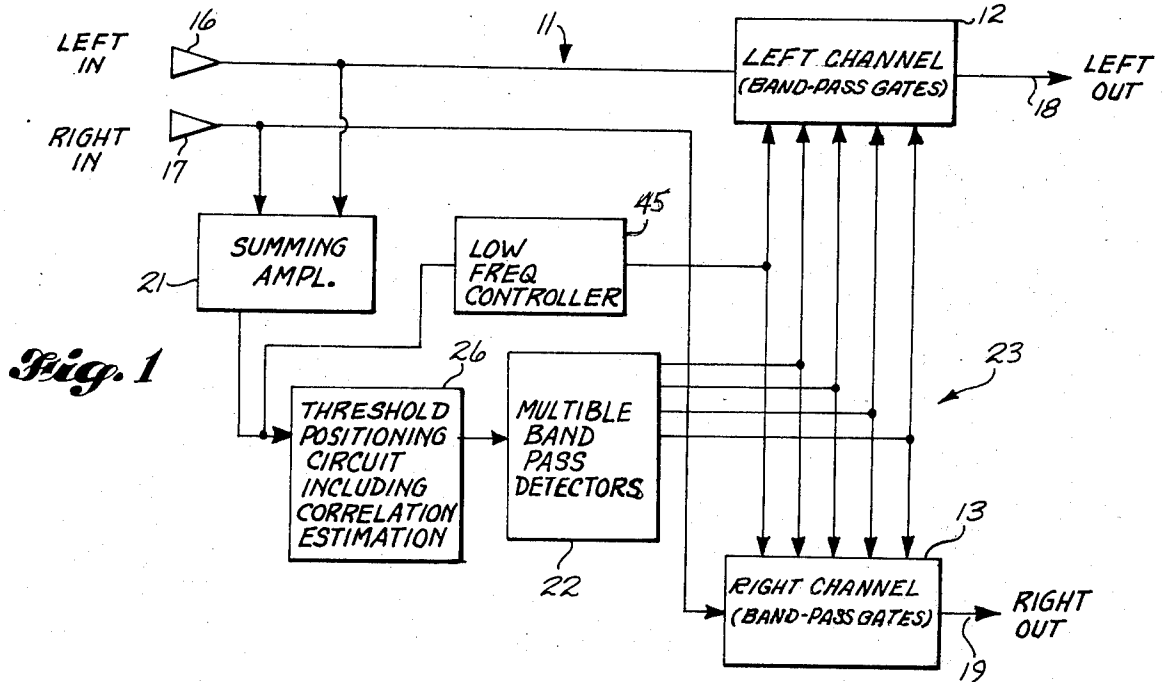 16
LEFT
IN
11
12
LEFT CHANNEL
(BAND-PASS GATES)
LEFT
OUT
18
RIGHT
IN
17
SUMMING
AMPL.
21
45
LOW
FREQ
CONTROLLER
Fig. 1
26
THRESHOLD
POSITIONING
CIRCUIT
INCLUDING
CORRELATION
ESTIMATION
MULTIBLE
BAND
PASS
DETECTORS
22
23
13
RIGHT CHANNEL
(BAND-PASS GATES)
RIGHT
OUT
19